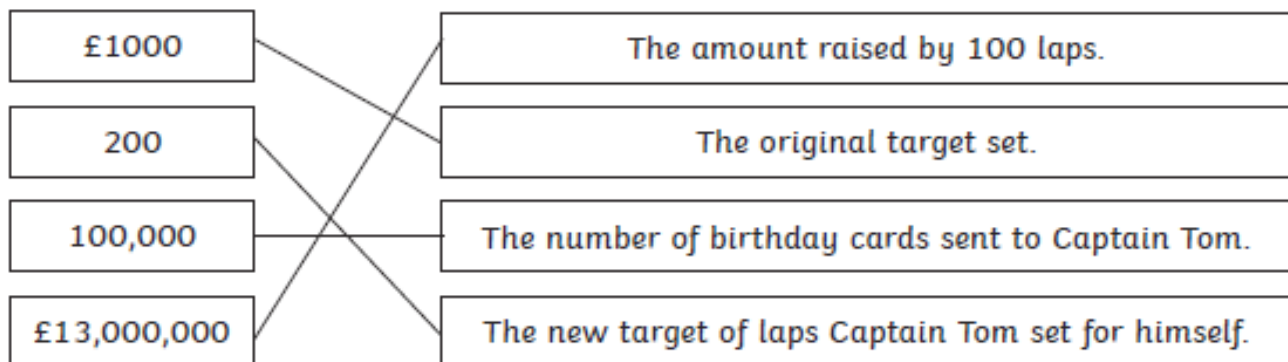 £1000
The amount raised by 100 laps.
200
The original target set.
100,000
The number of birthday cards sent to Captain Tom.
£13,000,000
The new target of laps Captain Tom set for himself.